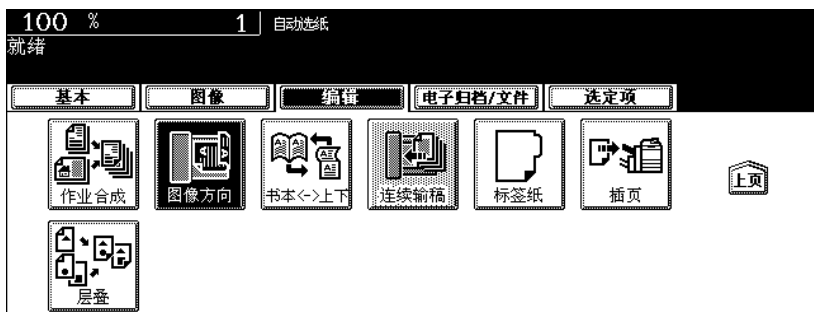 100 % 1 自动选纸
就绪
基本 图像 编辑 电子归档/文件 选定项
作业合成 图像方向 书本<->上下 连续输稿 标签纸 插页 上页
层叠